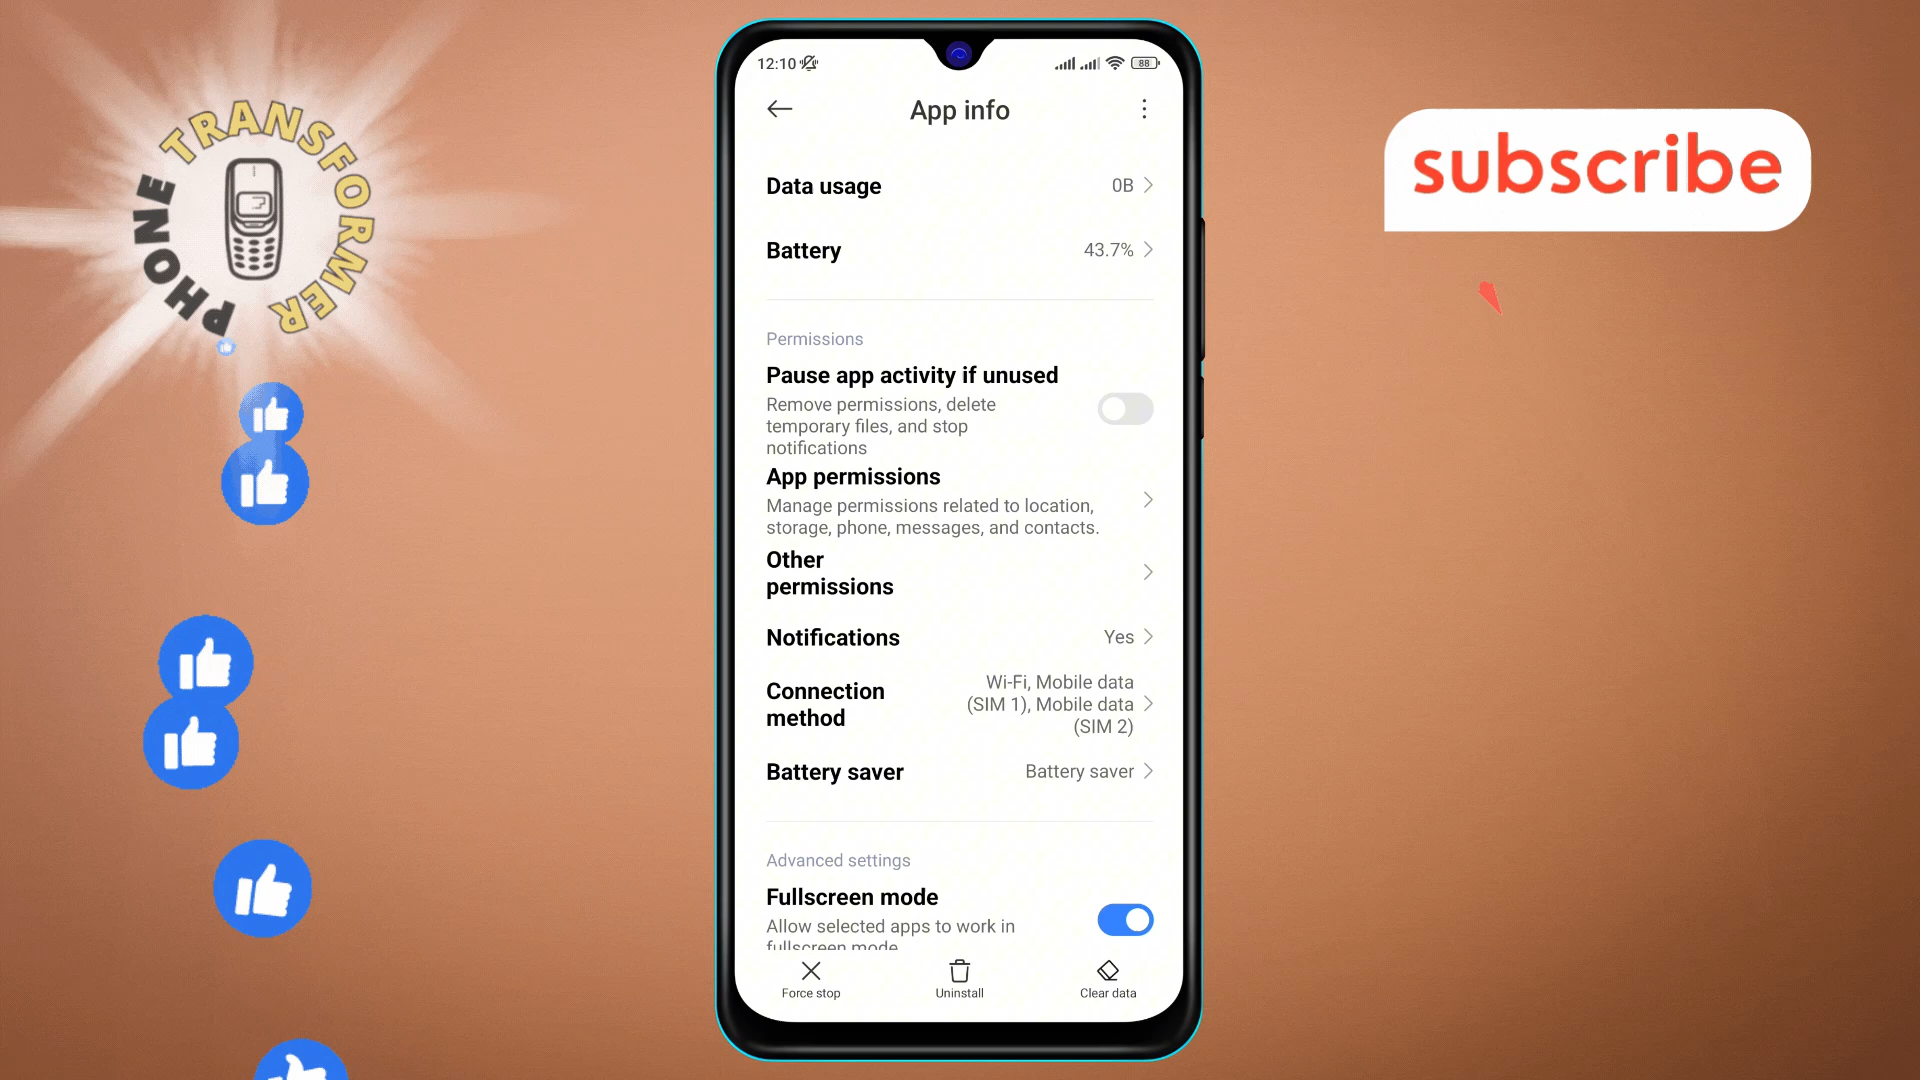 PHONE TRANSFORMER
subscribe
12:10
88
App info
Data usage 0B
Battery 43.7%
Permissions
Pause app activity if unused
Remove permissions, delete
temporary files, and stop
notifications
App permissions
Manage permissions related to location,
storage, phone, messages, and contacts.
Other
permissions
Notifications Yes
Connection
method
Wi-Fi, Mobile data
(SIM 1), Mobile data
(SIM 2)
Battery saver Battery saver
Advanced settings
Fullscreen mode
Allow selected apps to work in
fullscreen mode
Force stop
Uninstall
Clear data